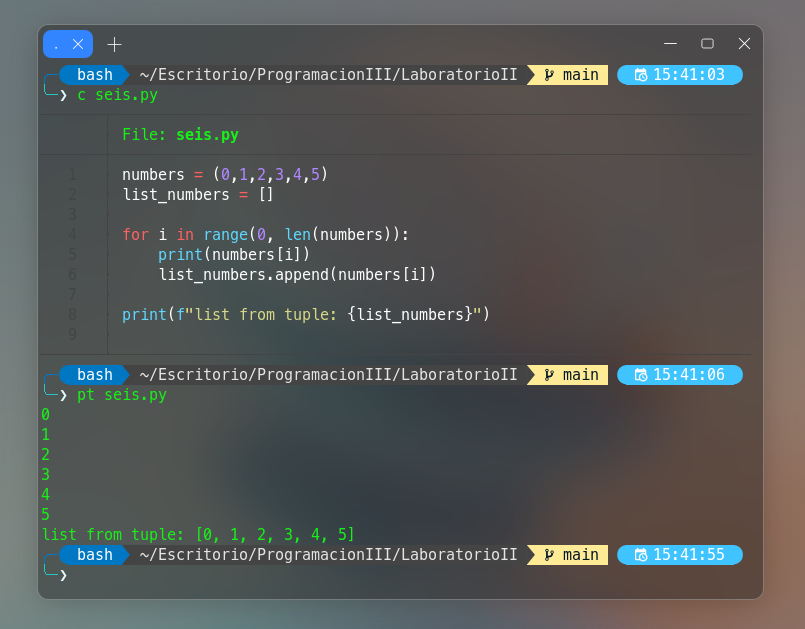 .
bash ~/Escritorio/ProgramacionIII/LaboratorioII main 15:41:03
❯ c seis.py
File: seis.py
1 numbers = (0,1,2,3,4,5)
2 list_numbers = []
3
4 for i in range(0, len(numbers)):
5     print(numbers[i])
6     list_numbers.append(numbers[i])
7
8 print(f"list from tuple: {list_numbers}")
9
bash ~/Escritorio/ProgramacionIII/LaboratorioII main 15:41:06
❯ pt seis.py
0
1
2
3
4
5
list from tuple: [0, 1, 2, 3, 4, 5]
bash ~/Escritorio/ProgramacionIII/LaboratorioII main 15:41:55
❯